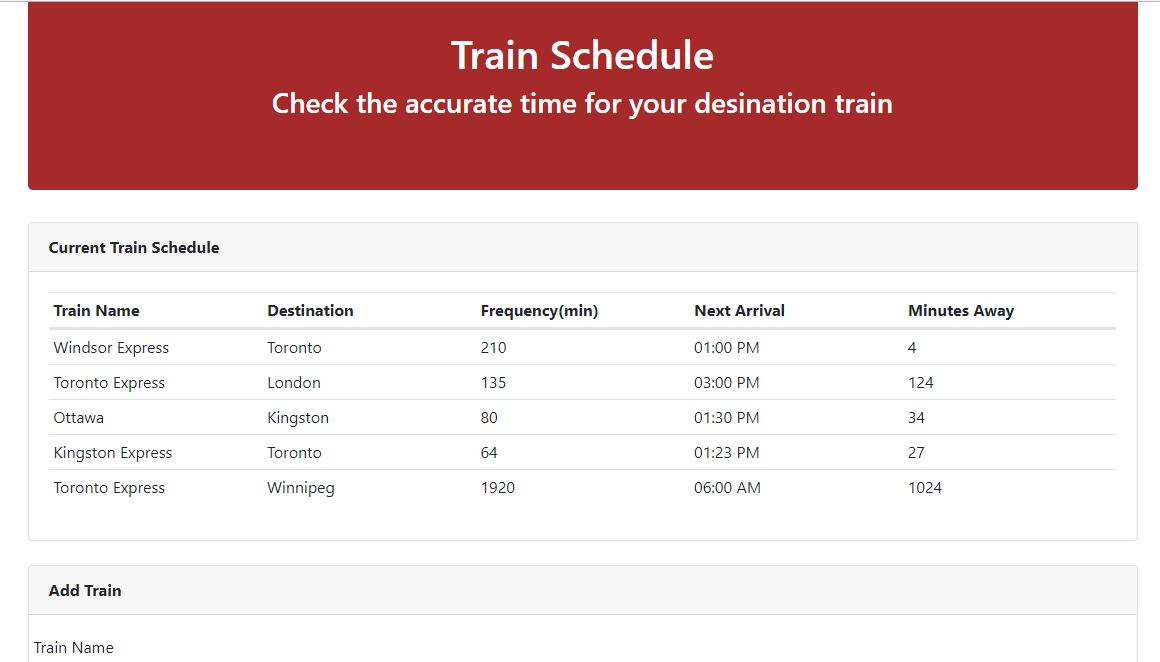 Train Schedule
Check the accurate time for your desination train
Current Train Schedule
Train Name Destination Frequency(min) Next Arrival Minutes Away
Windsor Express Toronto 210 01:00 PM 4
Toronto Express London 135 03:00 PM 124
Ottawa Kingston 80 01:30 PM 34
Kingston Express Toronto 64 01:23 PM 27
Toronto Express Winnipeg 1920 06:00 AM 1024
Add Train
Train Name